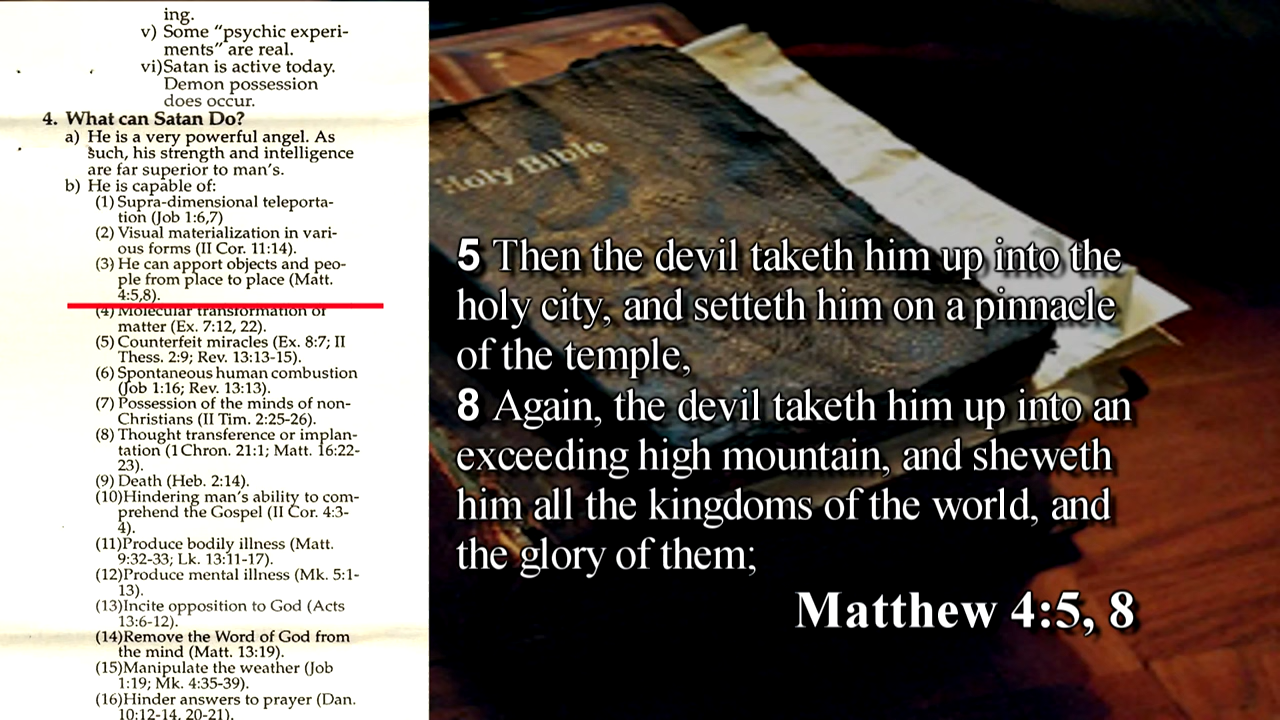 ing.
v) Some “psychic experi-
ments” are real.
vi)Satan is active today.
Demon possession
does occur.
4. What can Satan Do?
a) He is a very powerful angel. As
such, his strength and intelligence
are far superior to man's.
b) He is capable of:
(1) Supra-dimensional teleporta-
tion (Job 1:6,7)
(2) Visual materialization in vari-
ous forms (II Cor. 11:14).
(3) He can apport objects and peo-
ple from place to place (Matt.
4:5,8).
(4) Molecular transformation of
matter (Ex. 7:12, 22).
(5) Counterfeit miracles (Ex. 8:7; II
Thess. 2:9; Rev. 13:13-15).
(6) Spontaneous human combustion
(Job 1:16; Rev. 13:13).
(7) Possession of the minds of non-
Christians (II Tim. 2:25-26).
(8) Thought transference or implan-
tation (1 Chron. 21:1; Matt. 16:22-
23).
(9) Death (Heb. 2:14).
(10)Hindering man's ability to com-
prehend the Gospel (II Cor. 4:3-
4).
(11)Produce bodily illness (Matt.
9:32-33; Lk. 13:11-17).
(12)Produce mental illness (Mk. 5:1-
13).
(13)Incite opposition to God (Acts
13:6-12).
(14)Remove the Word of God from
the mind (Matt. 13:19).
(15)Manipulate the weather (Job
1:19; Mk. 4:35-39).
(16)Hinder answers to prayer (Dan.
10:12-14, 20-21).
Holy Bible
5 Then the devil taketh him up into the
holy city, and setteth him on a pinnacle
of the temple,
8 Again, the devil taketh him up into an
exceeding high mountain, and sheweth
him all the kingdoms of the world, and
the glory of them;
Matthew 4:5, 8